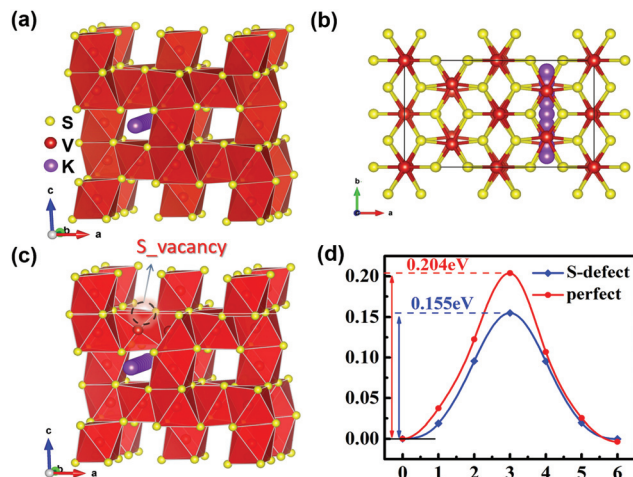 (a)
S
V
K
c
b
a
(b)
b
a
(c)
S_vacancy
c
b
a
(d)
0.204eV
0.155eV
S-defect
perfect
0.20
0.15
0.10
0.05
0.00
0 1 2 3 4 5 6